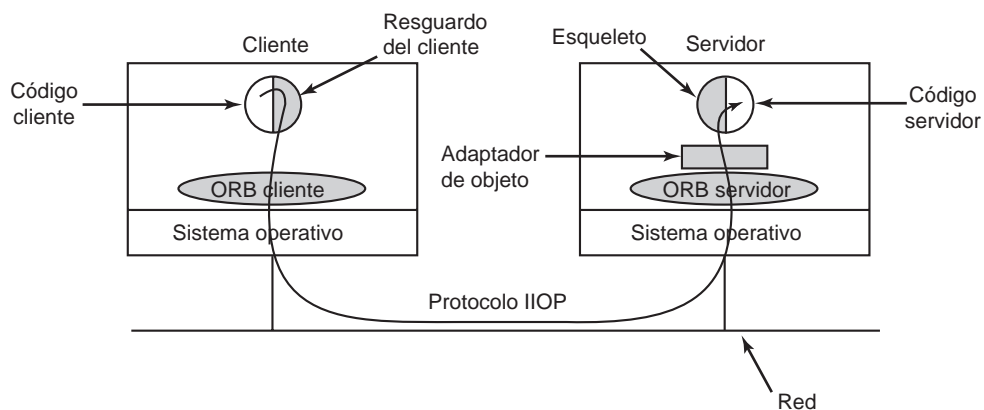 Resguardo
del cliente
Cliente
Esqueleto
Servidor
Código
cliente
Código
servidor
Adaptador
de objeto
ORB cliente
ORB servidor
Sistema operativo
Sistema operativo
Protocolo IIOP
Red